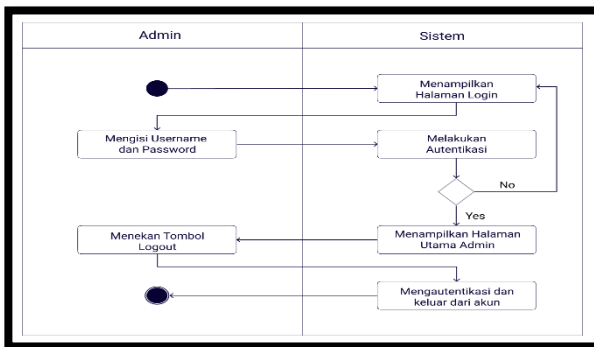 Admin
Sistem
Menampilkan
Halaman Login
Mengisi Username
dan Password
Melakukan
Autentikasi
No
Yes
Menekan Tombol
Logout
Menampilkan Halaman
Utama Admin
Mengautentikasi dan
keluar dari akun